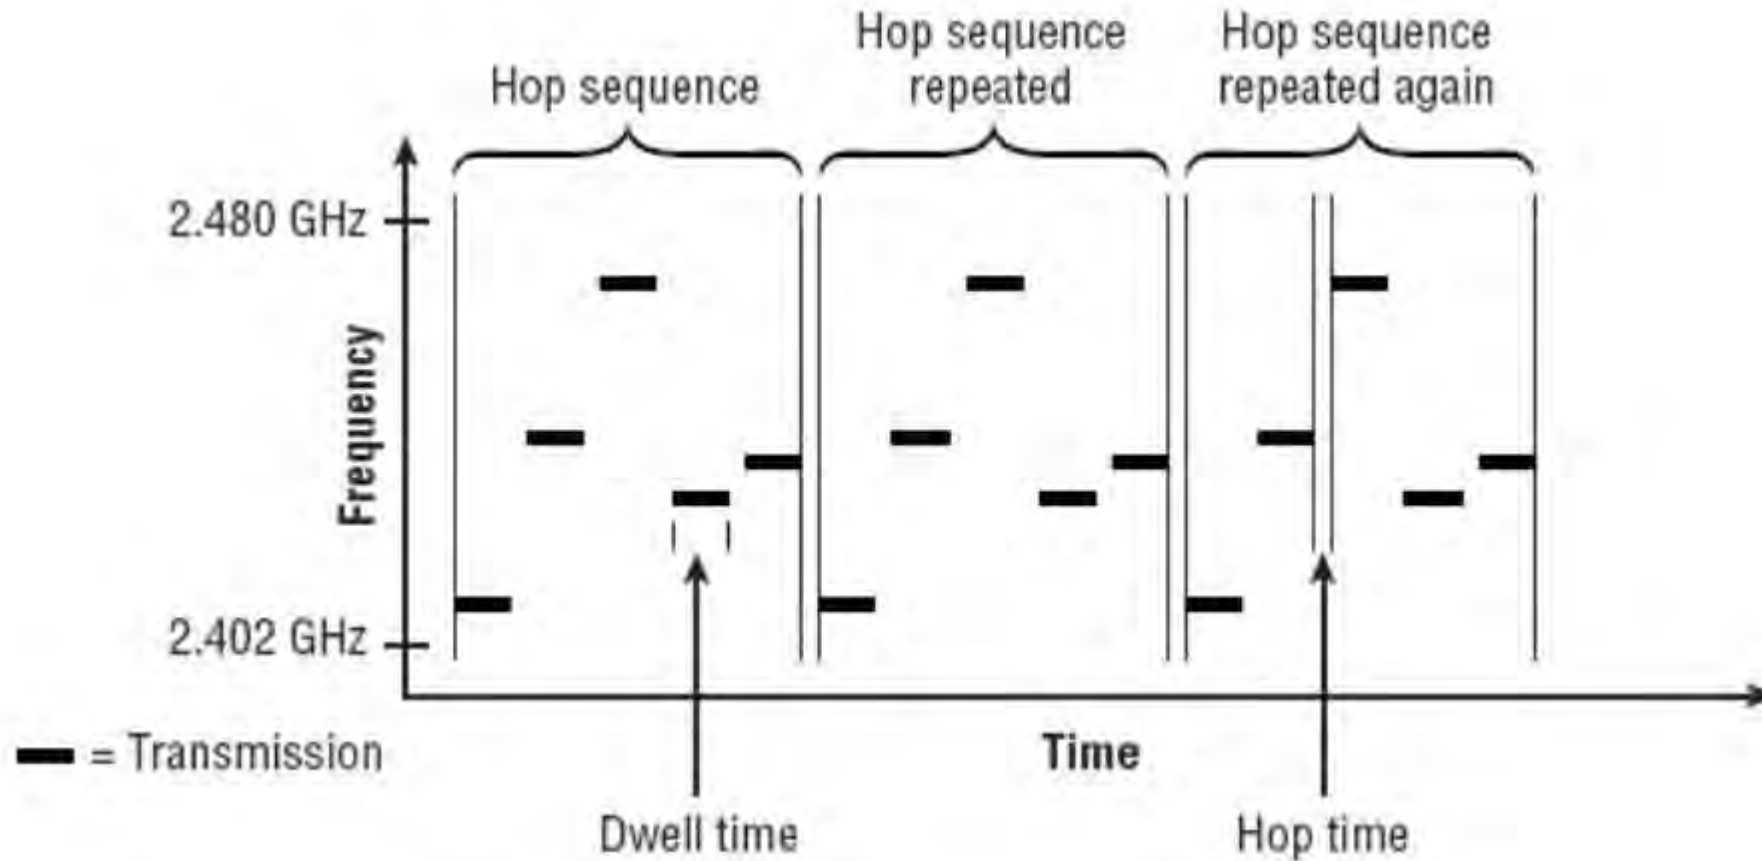 Hop sequence
Hop sequence
repeated
Hop sequence
repeated again
2.480 GHz
Frequency
2.402 GHz
= Transmission
Time
Dwell time
Hop time